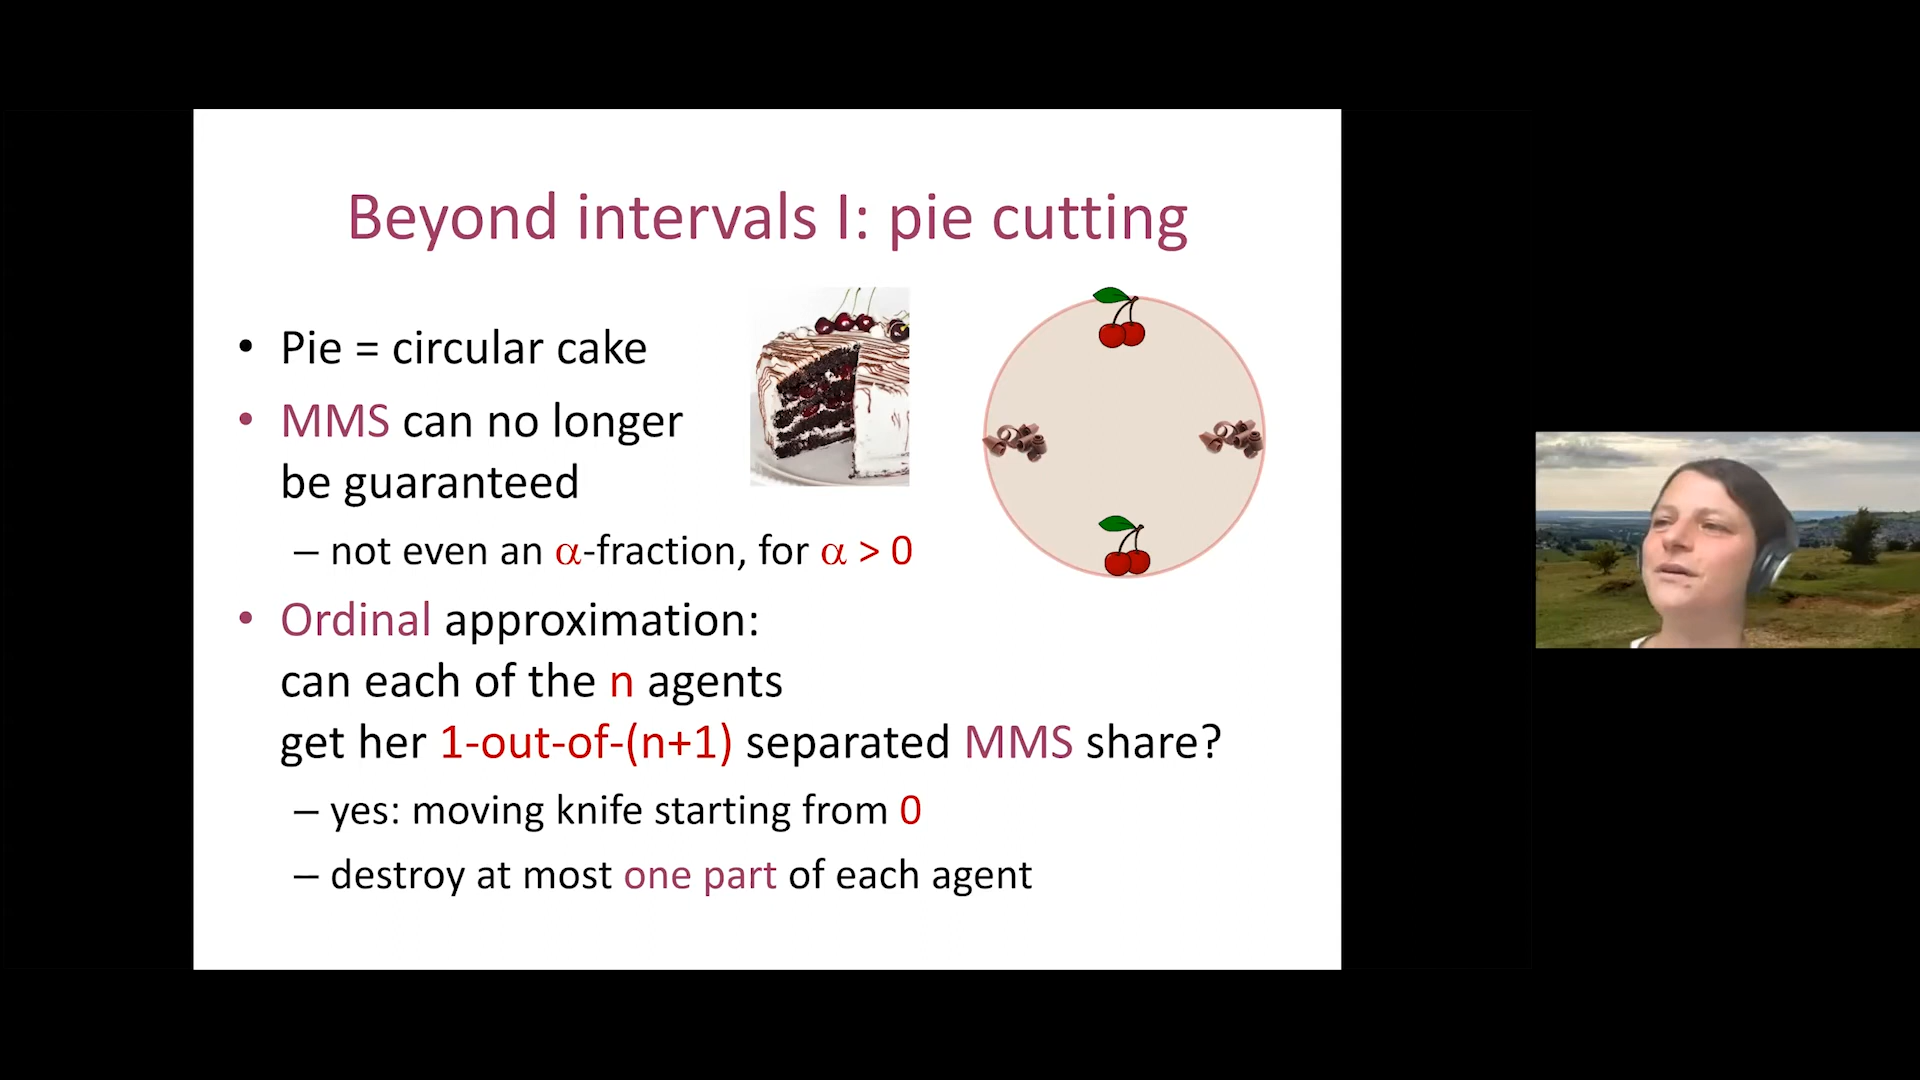 Beyond intervals I: pie cutting
• Pie = circular cake
• MMS can no longer
be guaranteed
– not even an α-fraction, for α > 0
• Ordinal approximation:
can each of the n agents
get her 1-out-of-(n+1) separated MMS share?
– yes: moving knife starting from 0
– destroy at most one part of each agent